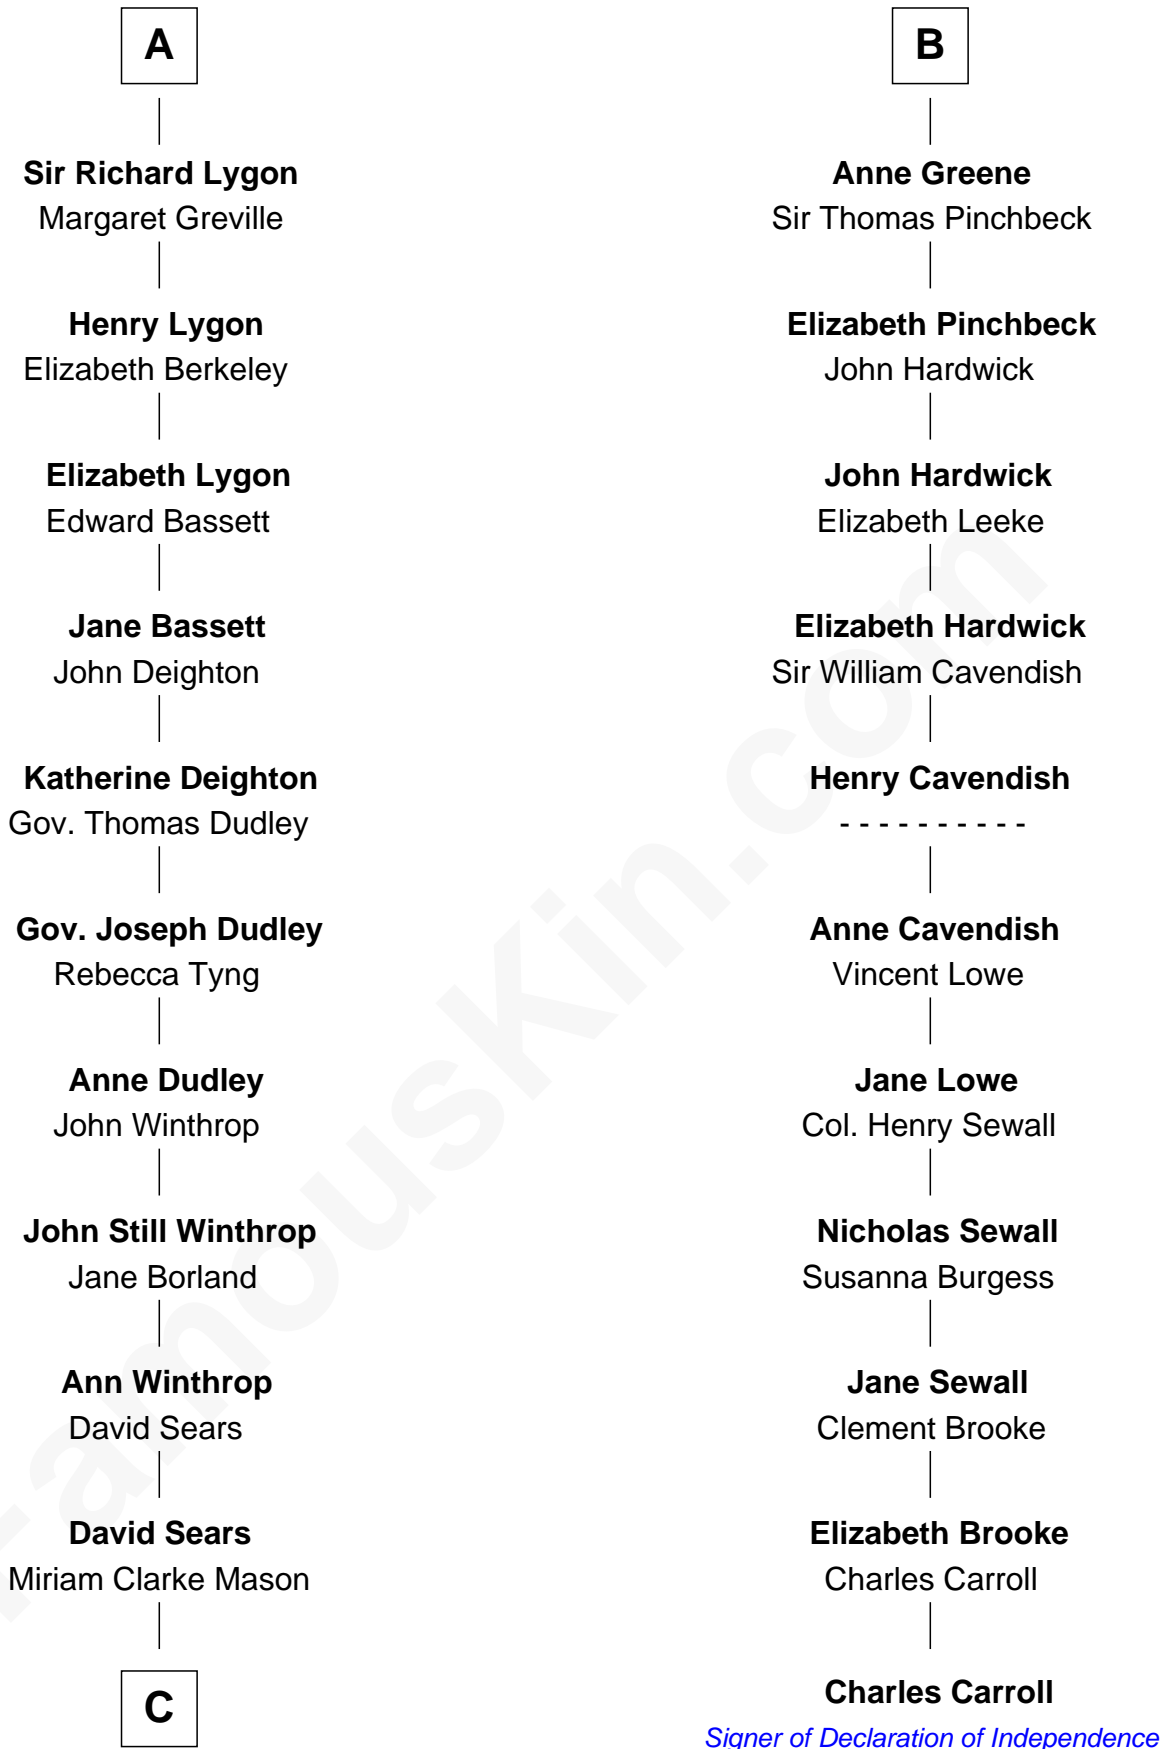 A
Sir Richard Lygon
Margaret Greville
Henry Lygon
Elizabeth Berkeley
Elizabeth Lygon
Edward Bassett
Jane Bassett
John Deighton
Katherine Deighton
Gov. Thomas Dudley
Gov. Joseph Dudley
Rebecca Tyng
Anne Dudley
John Winthrop
John Still Winthrop
Jane Borland
Ann Winthrop
David Sears
David Sears
Miriam Clarke Mason
C
B
Anne Greene
Sir Thomas Pinchbeck
Elizabeth Pinchbeck
John Hardwick
John Hardwick
Elizabeth Leeke
Elizabeth Hardwick
Sir William Cavendish
Henry Cavendish
- - - - - - - - - -
Anne Cavendish
Vincent Lowe
Jane Lowe
Col. Henry Sewall
Nicholas Sewall
Susanna Burgess
Jane Sewall
Clement Brooke
Elizabeth Brooke
Charles Carroll
Charles Carroll
Signer of Declaration of Independence
FamousKin.com